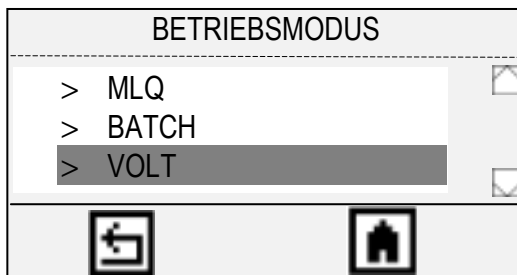 BETRIEBSMODUS
> MLQ
> BATCH
> VOLT